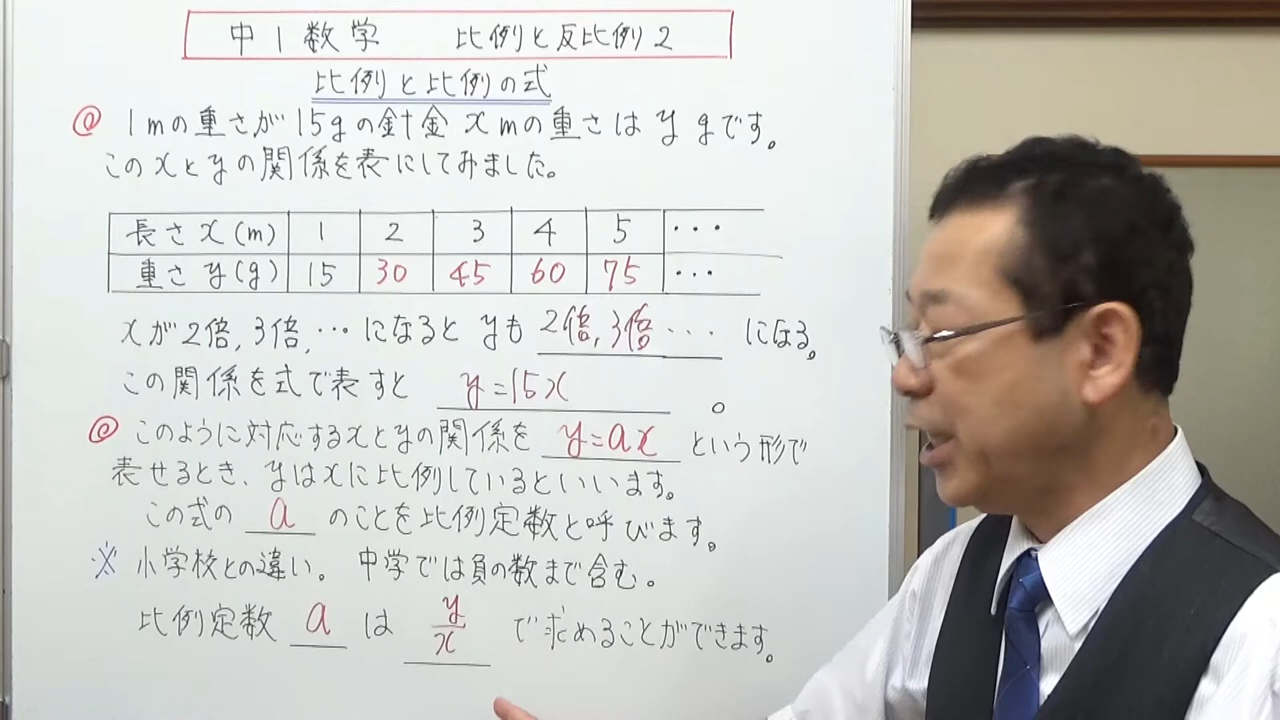 中1数学 比例と反比例2
比例と比例の式
@ 1mの重さが15gの針金xmの重さはygです。
このxとyの関係を表にしてみました。
長さx(m) 1 2 3 4 5 ・・・
重さy(g) 15 30 45 60 75 ・・・
xが2倍,3倍,…になるとyも 2倍,3倍・・・ になる。
この関係を式で表すと y=15x 。
@ このように対応するxとyの関係を y=ax という形で
表せるとき、yはxに比例しているといいます。
この式の a のことを比例定数と呼びます。
※ 小学校との違い。 中学では負の数まで含む。
比例定数 a は y/x で求めることができます。